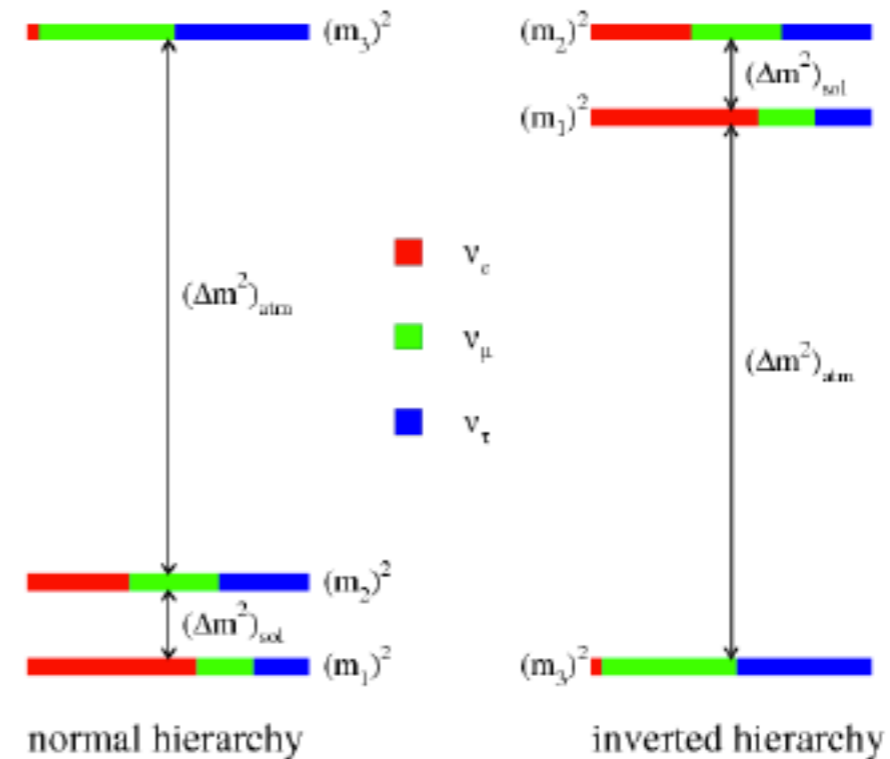 (m₃)²
(m₂)²
(Δm²)sol
(m₁)²
νe
(Δm²)atm
νμ
(Δm²)atm
ντ
(m₂)²
(Δm²)sol
(m₁)²
(m₃)²
normal hierarchy
inverted hierarchy